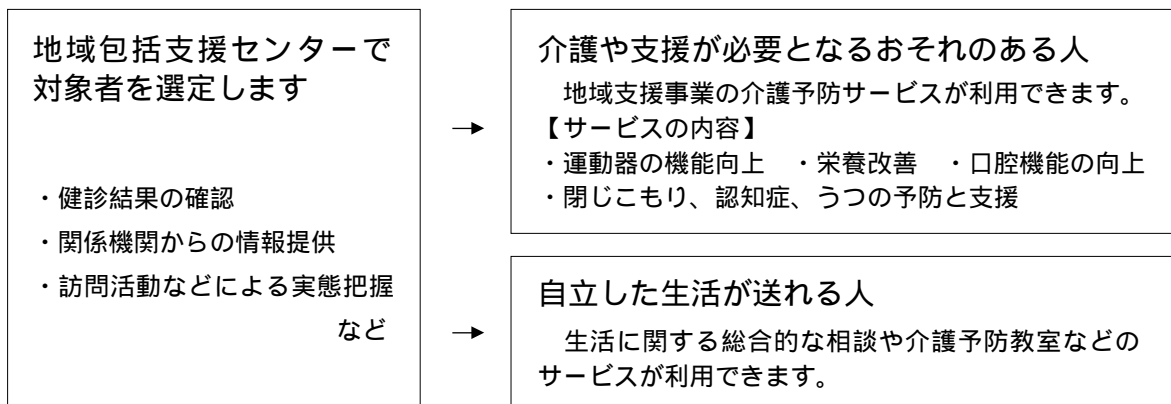 地域包括支援センターで
対象者を選定します
・健診結果の確認
・関係機関からの情報提供
・訪問活動などによる実態把握
など
→
→
介護や支援が必要となるおそれのある人
地域支援事業の介護予防サービスが利用できます。
【サービスの内容】
・運動器の機能向上　・栄養改善　・口腔機能の向上
・閉じこもり、認知症、うつの予防と支援
自立した生活が送れる人
生活に関する総合的な相談や介護予防教室などの
サービスが利用できます。